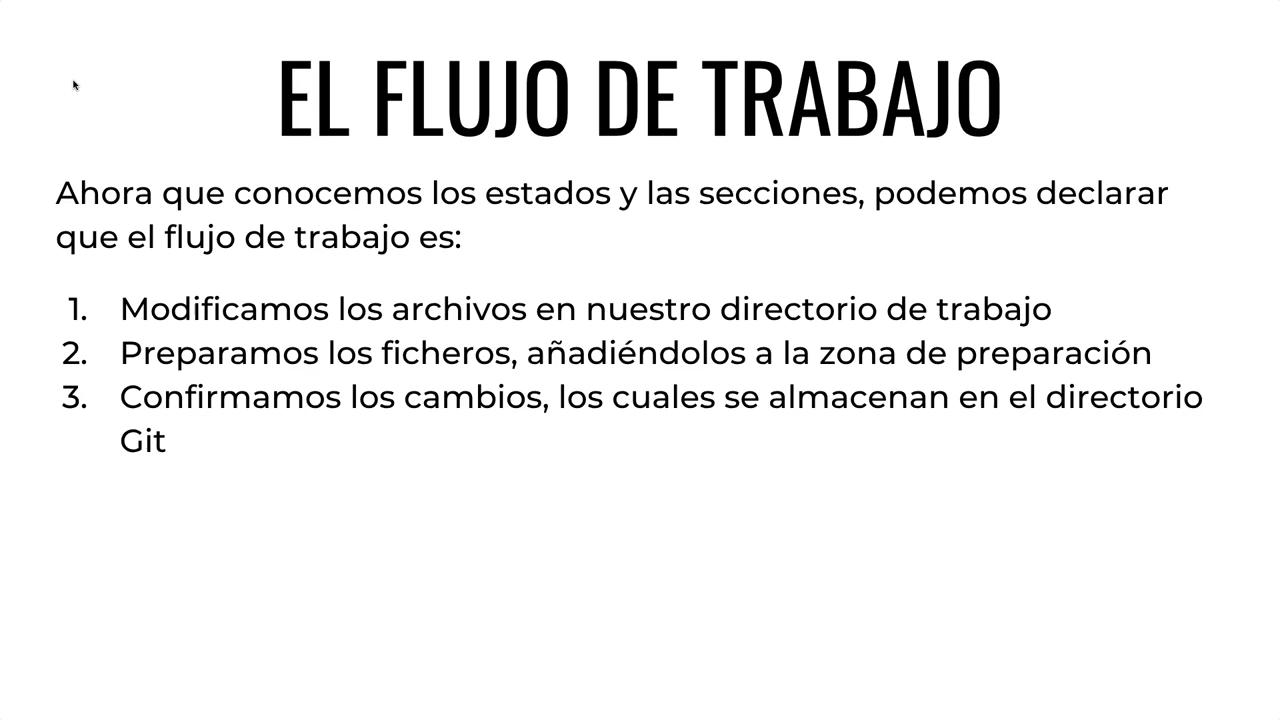 EL FLUJO DE TRABAJO
Ahora que conocemos los estados y las secciones, podemos declarar
que el flujo de trabajo es:
1. Modificamos los archivos en nuestro directorio de trabajo
2. Preparamos los ficheros, añadiéndolos a la zona de preparación
3. Confirmamos los cambios, los cuales se almacenan en el directorio
Git